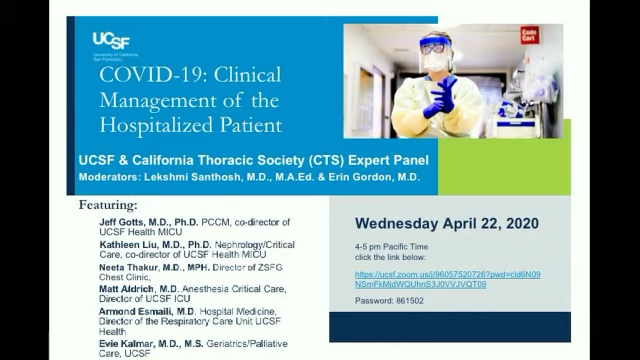 UCSF
University of California
San Francisco
COVID-19: Clinical
Management of the
Hospitalized Patient
UCSF & California Thoracic Society (CTS) Expert Panel
Moderators: Lekshmi Santhosh, M.D., M.A.Ed. & Erin Gordon, M.D.
Code
Cart
Featuring:
Jeff Gotts, M.D., Ph.D. PCCM, co-director of
UCSF Health MICU
Kathleen Liu, M.D., Ph.D. Nephrology/Critical
Care, co-director of UCSF Health MICU
Neeta Thakur, M.D., MPH. Director of ZSFG
Chest Clinic,
Matt Aldrich, M.D. Anesthesia Critical Care,
Director of UCSF ICU
Armond Esmaili, M.D. Hospital Medicine,
Director of the Respiratory Care Unit UCSF
Health
Evie Kalmar, M.D., M.S. Geriatrics/Palliative
Care, UCSF
Wednesday April 22, 2020
4-5 pm Pacific Time
click the link below:
https://ucsf.zoom.us/j/96057520726?pwd=cld6N09
NSmFkMjdWQUhnS3J0VVJVQT09
Password: 861502